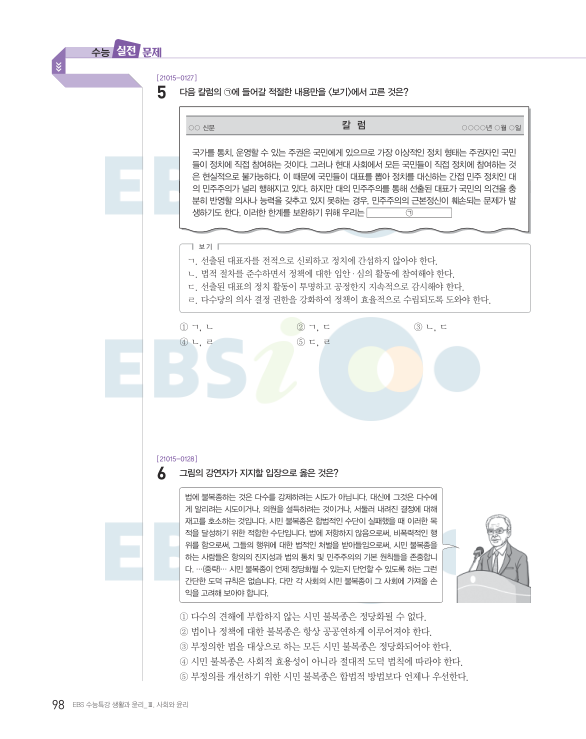 수능 실전 문제
[21015-0127]
5 다음 칼럼의 ㉠에 들어갈 적절한 내용만을 <보기>에서 고른 것은?
○○ 신문 칼 럼 ○○○○년 ○월 ○일
국가를 통치, 운영할 수 있는 주권은 국민에게 있으므로 가장 이상적인 정치 형태는 주권자인 국민
들이 정치에 직접 참여하는 것이다. 그러나 현대 사회에서 모든 국민들이 직접 정치에 참여하는 것
은 현실적으로 불가능하다. 이 때문에 국민들이 대표를 뽑아 정치를 대신하는 간접 민주 정치인 대
의 민주주의가 널리 행해지고 있다. 하지만 대의 민주주의를 통해 선출된 대표가 국민의 의견을 충
분히 반영할 의사나 능력을 갖추고 있지 못하는 경우, 민주주의의 근본정신이 훼손되는 문제가 발
생하기도 한다. 이러한 한계를 보완하기 위해 우리는 ㉠
보기
ㄱ. 선출된 대표자를 전적으로 신뢰하고 정치에 간섭하지 않아야 한다.
ㄴ. 법적 절차를 준수하면서 정책에 대한 입안·심의 활동에 참여해야 한다.
ㄷ. 선출된 대표의 정치 활동이 투명하고 공정한지 지속적으로 감시해야 한다.
ㄹ. 다수당의 의사 결정 권한을 강화하여 정책이 효율적으로 수립되도록 도와야 한다.
① ㄱ, ㄴ ② ㄱ, ㄷ ③ ㄴ, ㄷ
④ ㄴ, ㄹ ⑤ ㄷ, ㄹ
EBSi
[21015-0128]
6 그림의 강연자가 지지할 입장으로 옳은 것은?
법에 불복종하는 것은 다수를 강제하려는 시도가 아닙니다. 대신에 그것은 다수에
게 알리려는 시도이거나, 의원을 설득하려는 것이거나, 서둘러 내려진 결정에 대해
재고를 호소하는 것입니다. 시민 불복종은 합법적인 수단이 실패했을 때 이러한 목
적을 달성하기 위한 적합한 수단입니다. 법에 저항하지 않음으로써, 비폭력적인 행
위를 함으로써, 그들의 행위에 대한 법적인 처벌을 받아들임으로써, 시민 불복종을
하는 사람들은 항의의 진지성과 법의 통치 및 민주주의의 기본 원칙들을 존중합니
다. …(중략)… 시민 불복종이 언제 정당화될 수 있는지 단언할 수 있도록 하는 그런
간단한 도덕 규칙은 없습니다. 다만 각 사회의 시민 불복종이 그 사회에 가져올 손
익을 고려해 보아야 합니다.
① 다수의 견해에 부합하지 않는 시민 불복종은 정당화될 수 없다.
② 법이나 정책에 대한 불복종은 항상 공공연하게 이루어져야 한다.
③ 부정의한 법을 대상으로 하는 모든 시민 불복종은 정당화되어야 한다.
④ 시민 불복종은 사회적 효용성이 아니라 절대적 도덕 법칙에 따라야 한다.
⑤ 부정의를 개선하기 위한 시민 불복종은 합법적 방법보다 언제나 우선한다.
98 EBS 수능특강 생활과 윤리_ Ⅲ. 사회와 윤리